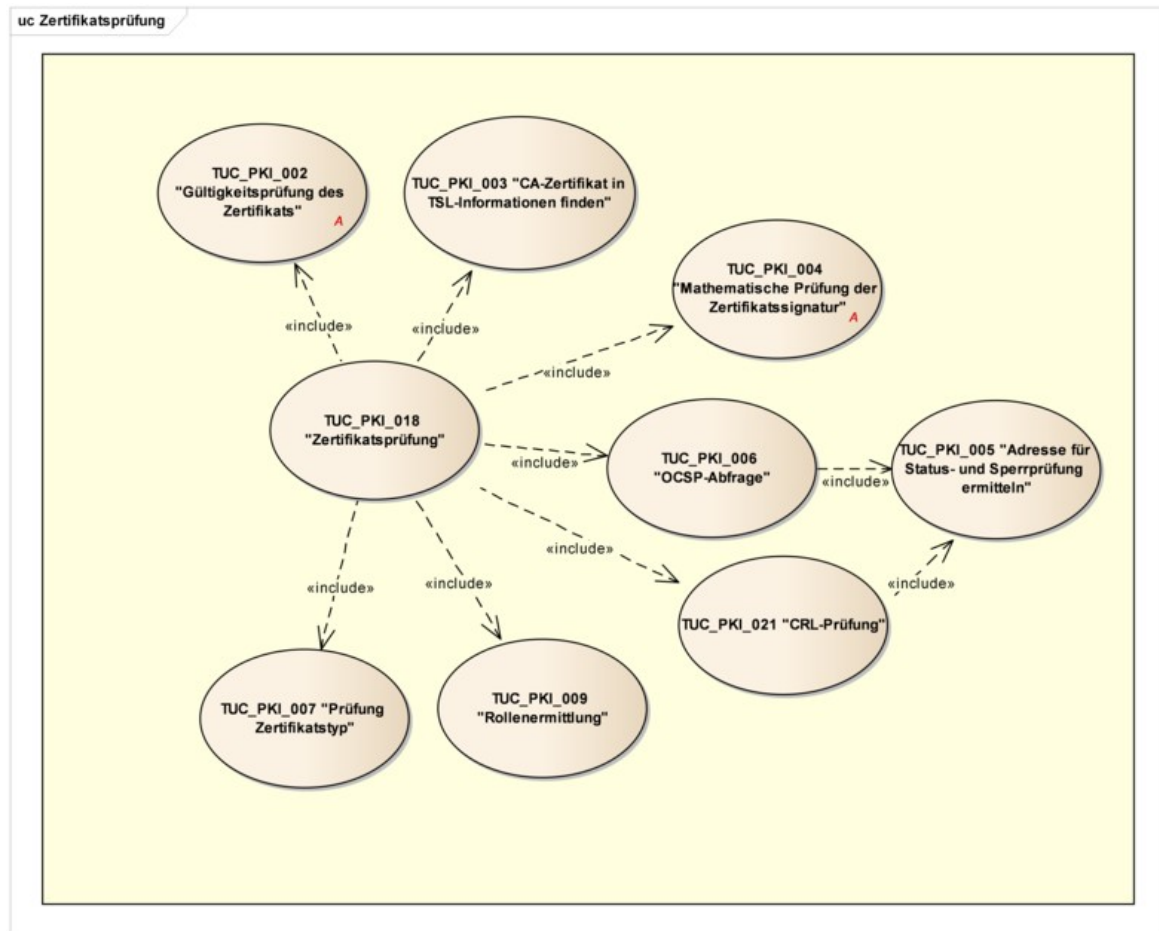 uc Zertifikatsprüfung
TUC_PKI_002
"Gültigkeitsprüfung des
Zertifikats"
A
TUC_PKI_003 "CA-Zertifikat in
TSL-Informationen finden"
TUC_PKI_004
"Mathematische Prüfung der
Zertifikatssignatur"
A
«include»
«include»
«include»
TUC_PKI_018
"Zertifikatsprüfung"
«include»
TUC_PKI_006
"OCSP-Abfrage"
«include»
TUC_PKI_005 "Adresse für
Status- und Sperrprüfung
ermitteln"
«include»
«include»
«include»
«include»
TUC_PKI_021 "CRL-Prüfung"
TUC_PKI_007 "Prüfung
Zertifikatstyp"
TUC_PKI_009
"Rollenermittlung"